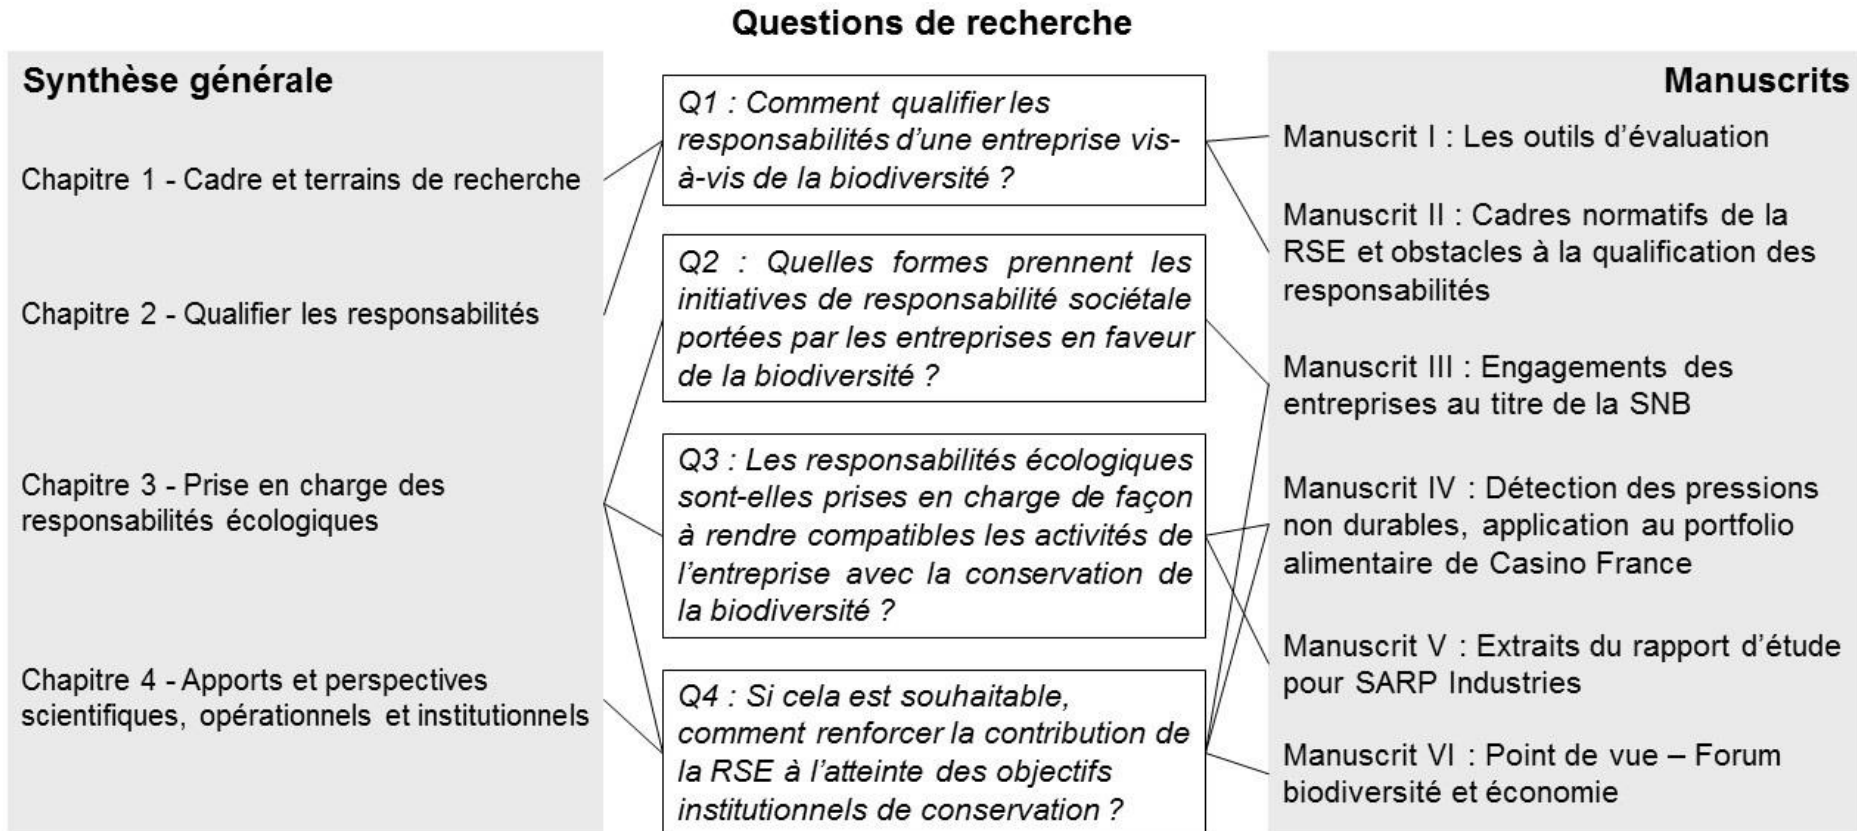 Questions de recherche
Synthèse générale
Chapitre 1 - Cadre et terrains de recherche
Chapitre 2 - Qualifier les responsabilités
Chapitre 3 - Prise en charge des
responsabilités écologiques
Chapitre 4 - Apports et perspectives
scientifiques, opérationnels et institutionnels
Q1 : Comment qualifier les
responsabilités d’une entreprise vis-
à-vis de la biodiversité ?
Q2 : Quelles formes prennent les
initiatives de responsabilité sociétale
portées par les entreprises en faveur
de la biodiversité ?
Q3 : Les responsabilités écologiques
sont-elles prises en charge de façon
à rendre compatibles les activités de
l’entreprise avec la conservation de
la biodiversité ?
Q4 : Si cela est souhaitable,
comment renforcer la contribution de
la RSE à l’atteinte des objectifs
institutionnels de conservation ?
Manuscrits
Manuscrit I : Les outils d’évaluation
Manuscrit II : Cadres normatifs de la
RSE et obstacles à la qualification des
responsabilités
Manuscrit III : Engagements des
entreprises au titre de la SNB
Manuscrit IV : Détection des pressions
non durables, application au portfolio
alimentaire de Casino France
Manuscrit V : Extraits du rapport d’étude
pour SARP Industries
Manuscrit VI : Point de vue – Forum
biodiversité et économie